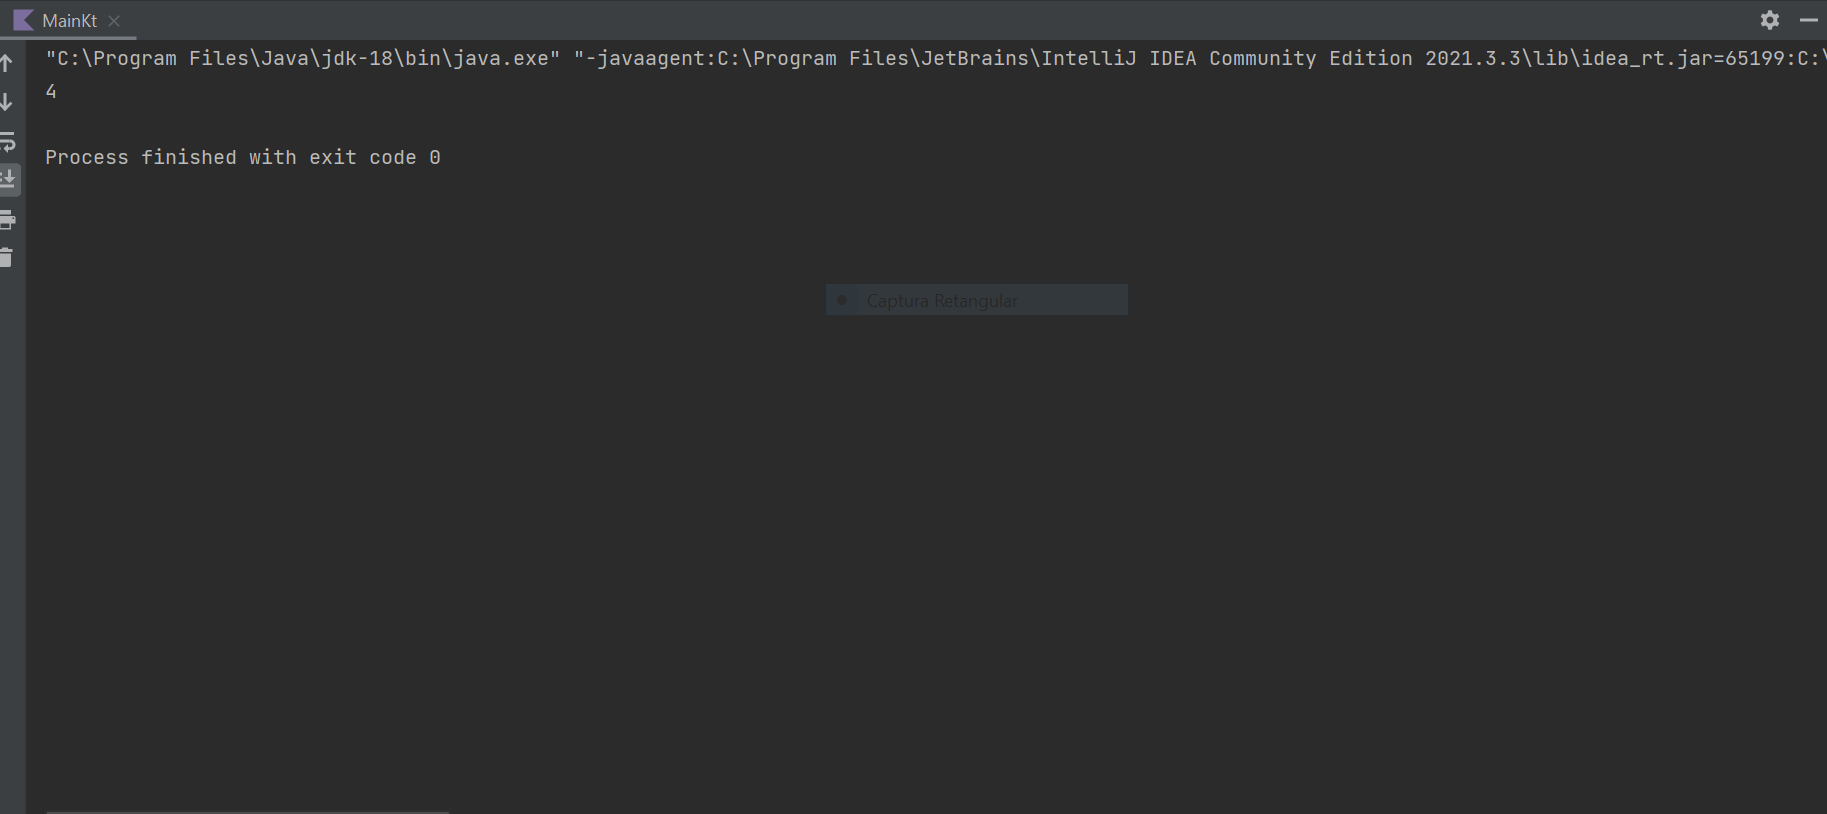 MainKt
"C:\Program Files\Java\jdk-18\bin\java.exe" "-javaagent:C:\Program Files\JetBrains\IntelliJ IDEA Community Edition 2021.3.3\lib\idea_rt.jar=65199:C:\
4
Process finished with exit code 0
Captura Retangular